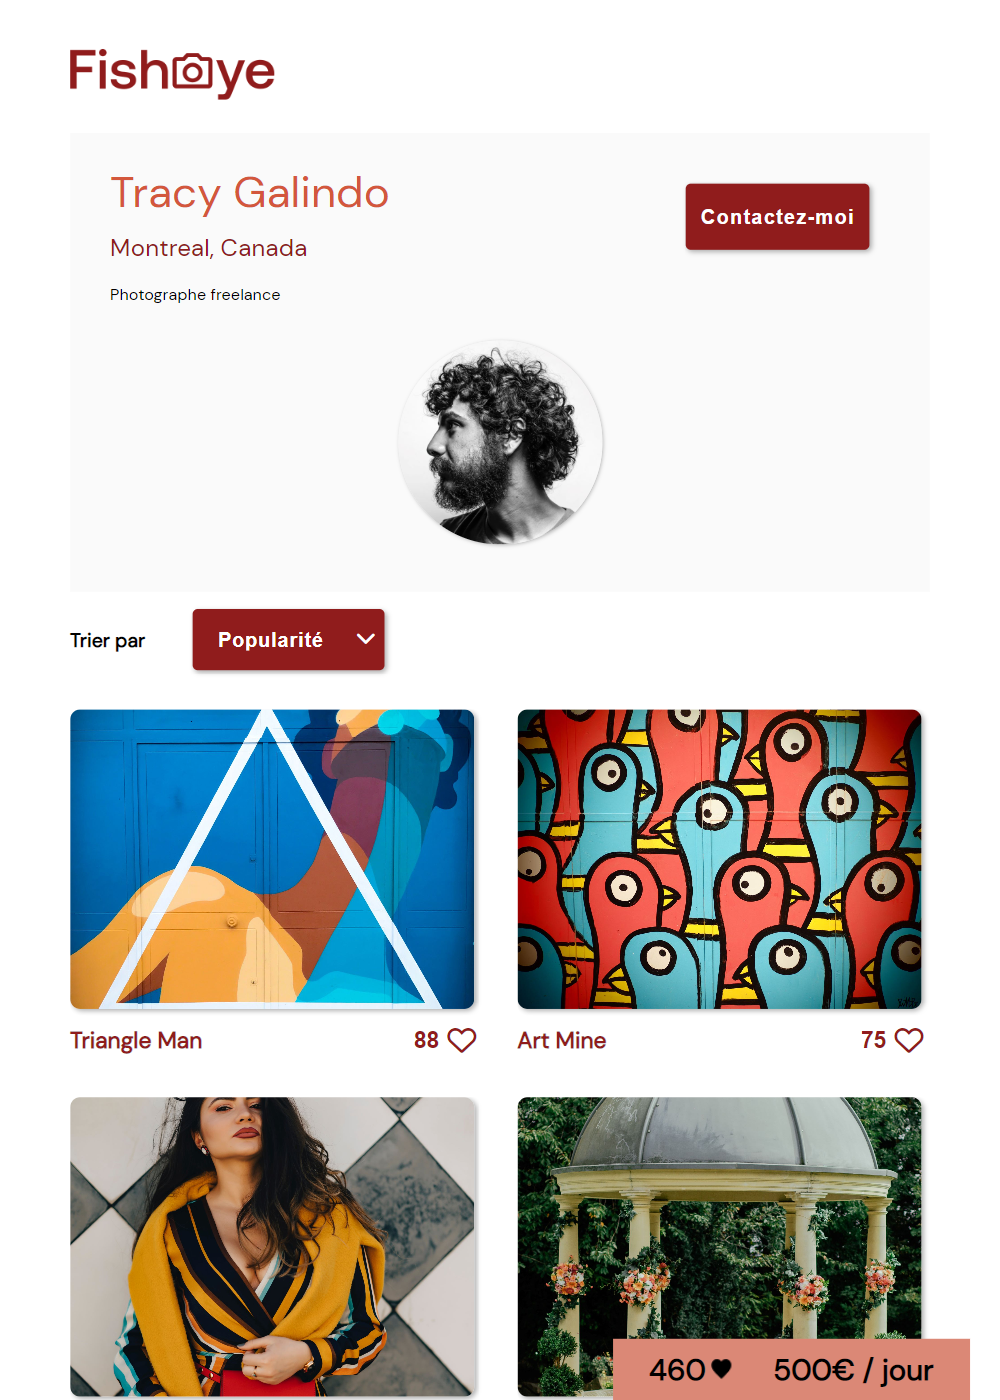 Fisheye
Tracy Galindo
Contactez-moi
Montreal, Canada
Photographe freelance
Trier par
Popularité
Triangle Man
88
Art Mine
75
460
500€ / jour